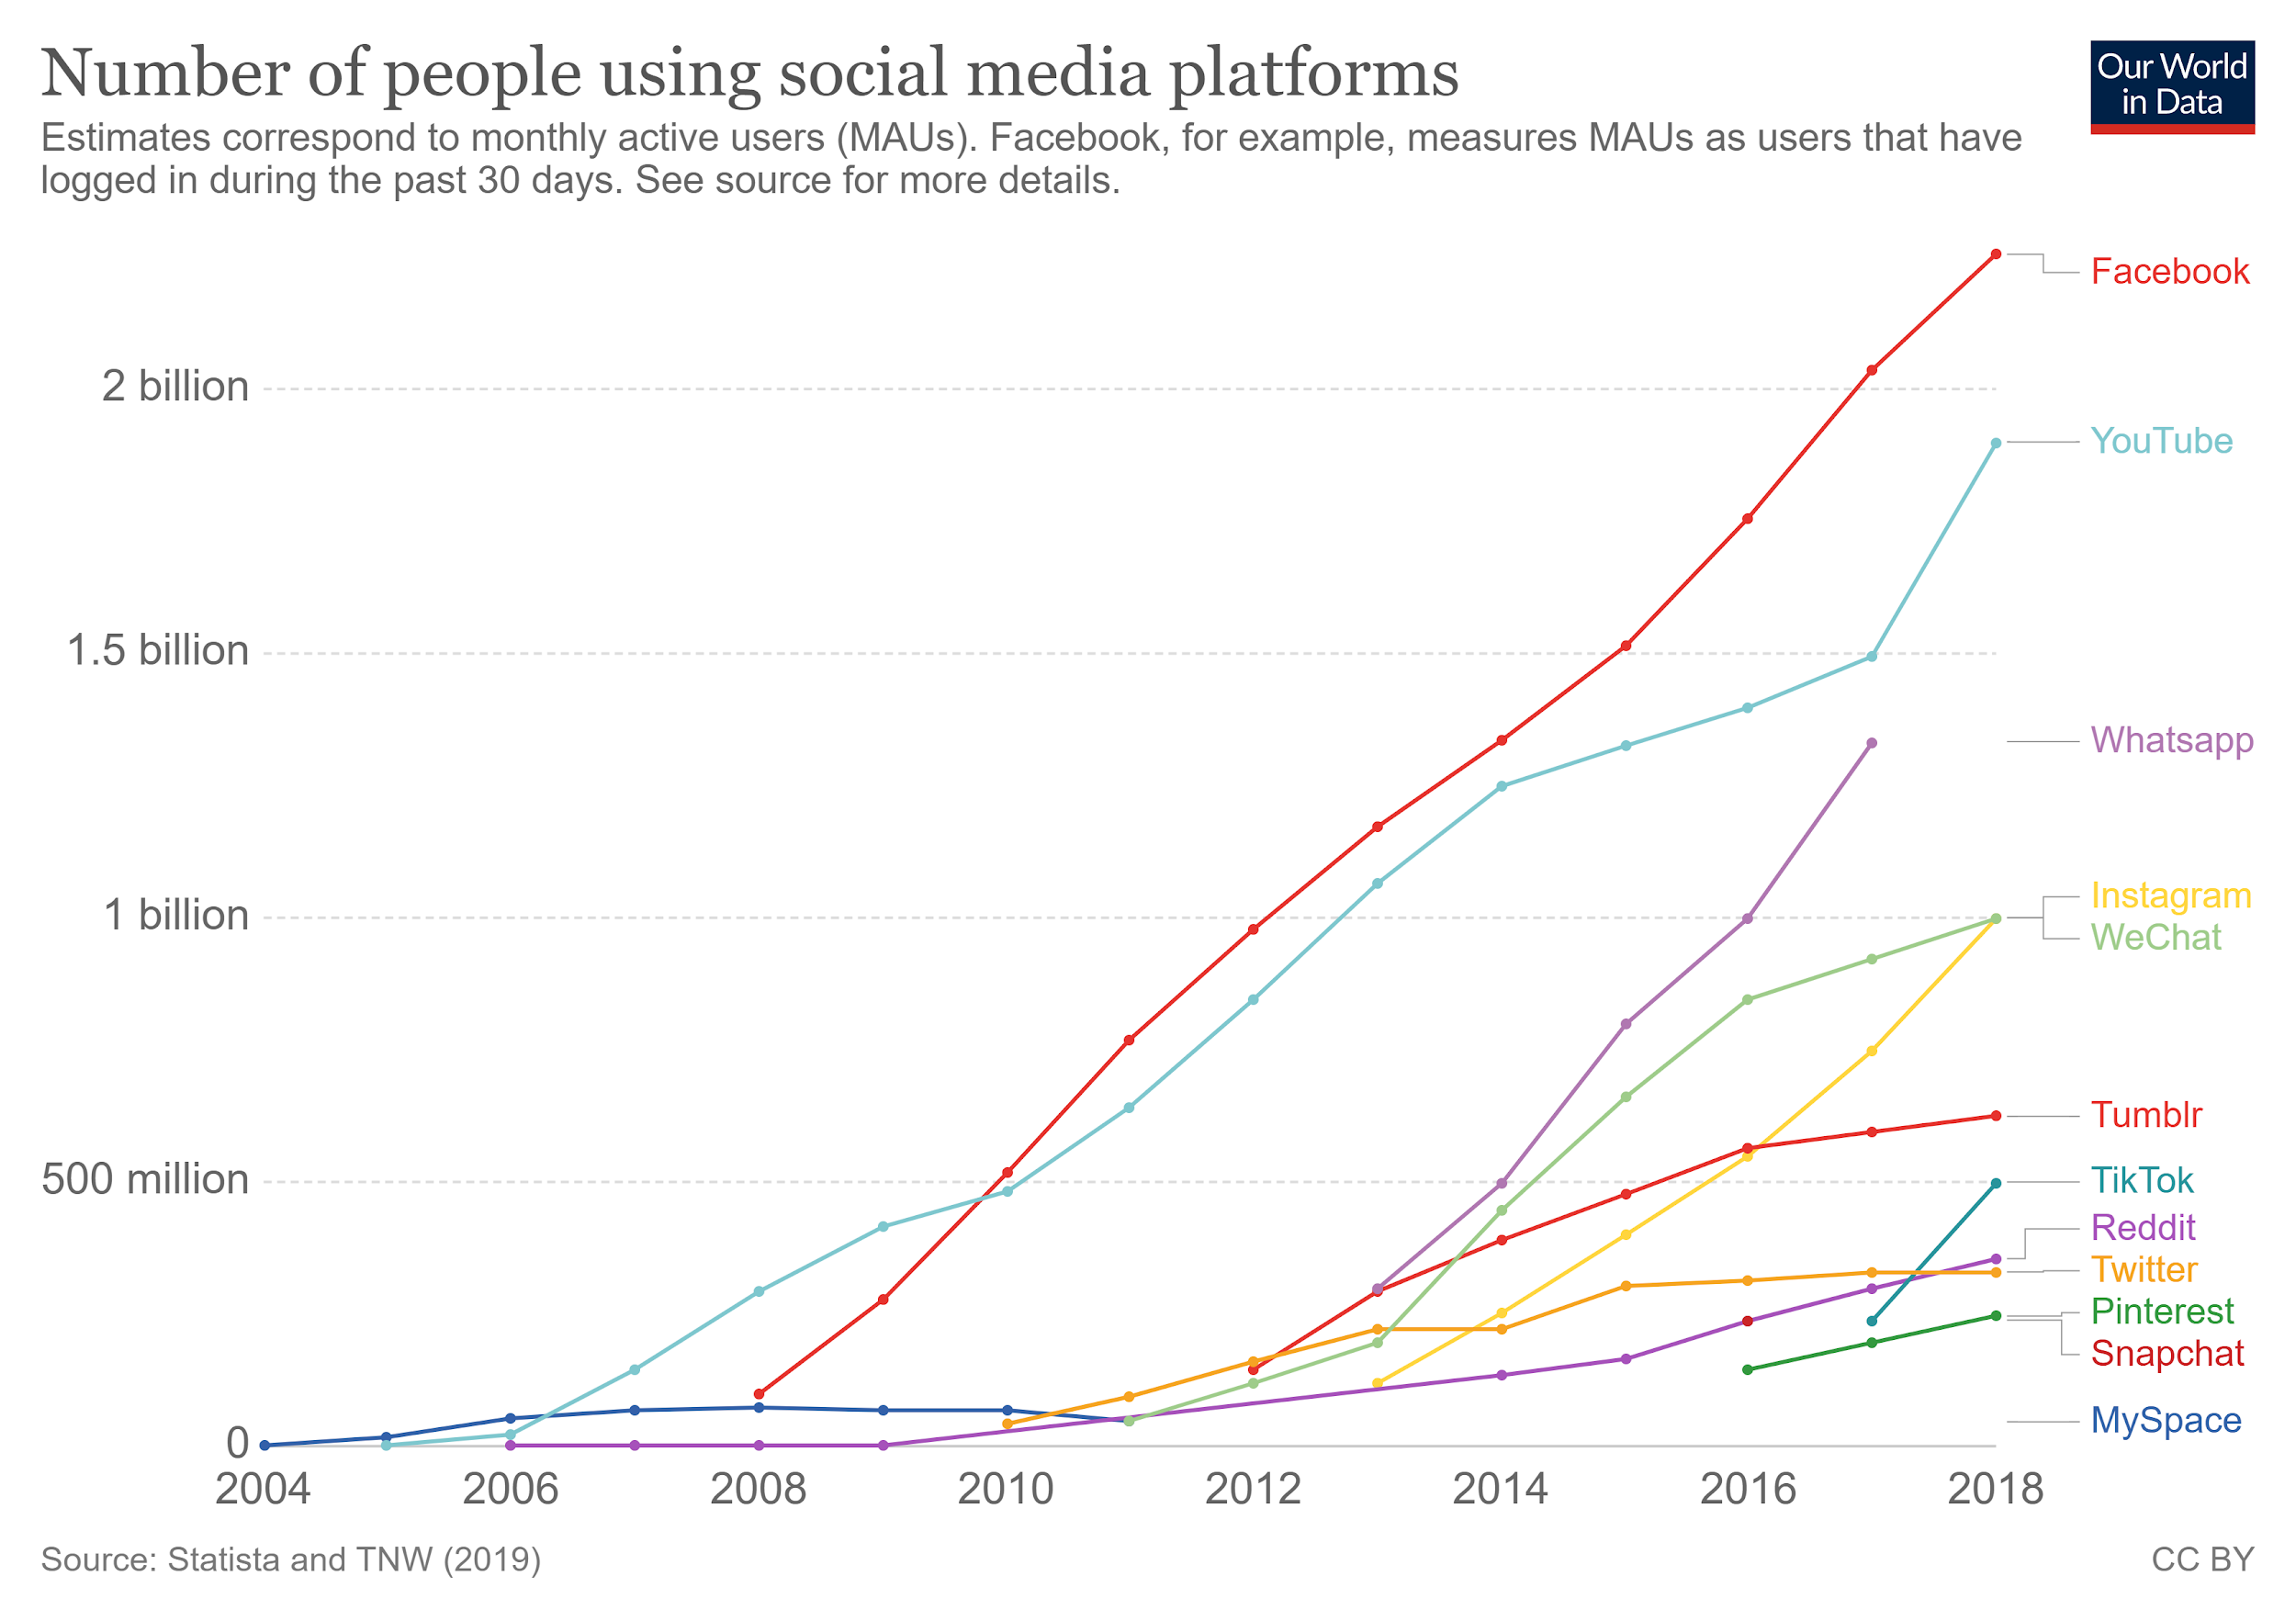 Number of people using social media platforms
Our World
in Data
Estimates correspond to monthly active users (MAUs). Facebook, for example, measures MAUs as users that have
logged in during the past 30 days. See source for more details.
Facebook
2 billion
YouTube
1.5 billion
Whatsapp
1 billion
Instagram
WeChat
Tumblr
500 million
TikTok
Reddit
Twitter
Pinterest
Snapchat
MySpace
0
2004 2006 2008 2010 2012 2014 2016 2018
Source: Statista and TNW (2019)
CC BY